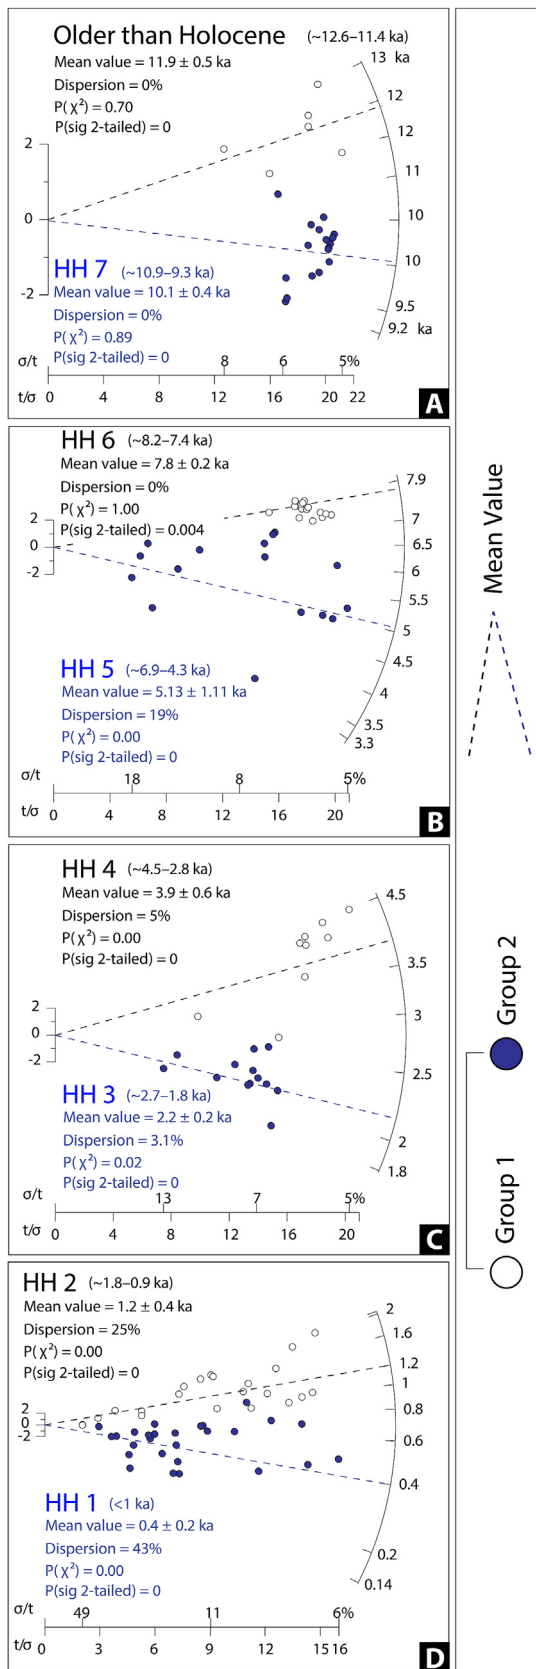 Older than Holocene (~12.6–11.4 ka)
Mean value = 11.9 ± 0.5 ka
Dispersion = 0%
P( χ²) = 0.70
P(sig 2-tailed) = 0
13 ka
12
12
11
10
10
9.5
9.2 ka
2
0
-2
HH 7 (~10.9–9.3 ka)
Mean value = 10.1 ± 0.4 ka
Dispersion = 0%
P( χ²) = 0.89
P(sig 2-tailed) = 0
σ/t 8 6 5%
t/σ 0 4 8 12 16 20 22
A
HH 6 (~8.2–7.4 ka)
Mean value = 7.8 ± 0.2 ka
Dispersion = 0%
P( χ²) = 1.00
P(sig 2-tailed) = 0.004
7.9
7
6.5
6
5.5
5
4.5
4
3.5
3.3
2
0
-2
HH 5 (~6.9–4.3 ka)
Mean value = 5.13 ± 1.11 ka
Dispersion = 19%
P( χ²) = 0.00
P(sig 2-tailed) = 0
σ/t 18 8 5%
t/σ 0 4 8 12 16 20
B
HH 4 (~4.5–2.8 ka)
Mean value = 3.9 ± 0.6 ka
Dispersion = 5%
P( χ²) = 0.00
P(sig 2-tailed) = 0
4.5
3.5
3
2.5
2
1.8
2
0
-2
HH 3 (~2.7–1.8 ka)
Mean value = 2.2 ± 0.2 ka
Dispersion = 3.1%
P( χ²) = 0.02
P(sig 2-tailed) = 0
σ/t 13 7 5%
t/σ 0 4 8 12 16 20
C
HH 2 (~1.8–0.9 ka)
Mean value = 1.2 ± 0.4 ka
Dispersion = 25%
P( χ²) = 0.00
P(sig 2-tailed) = 0
2
1.6
1.2
1
0.8
0.6
0.4
0.2
0.14
2
0
-2
HH 1 (<1 ka)
Mean value = 0.4 ± 0.2 ka
Dispersion = 43%
P( χ²) = 0.00
P(sig 2-tailed) = 0
σ/t 49 11 6%
t/σ 0 3 6 9 12 15 16
D
Mean Value
Group 2
Group 1